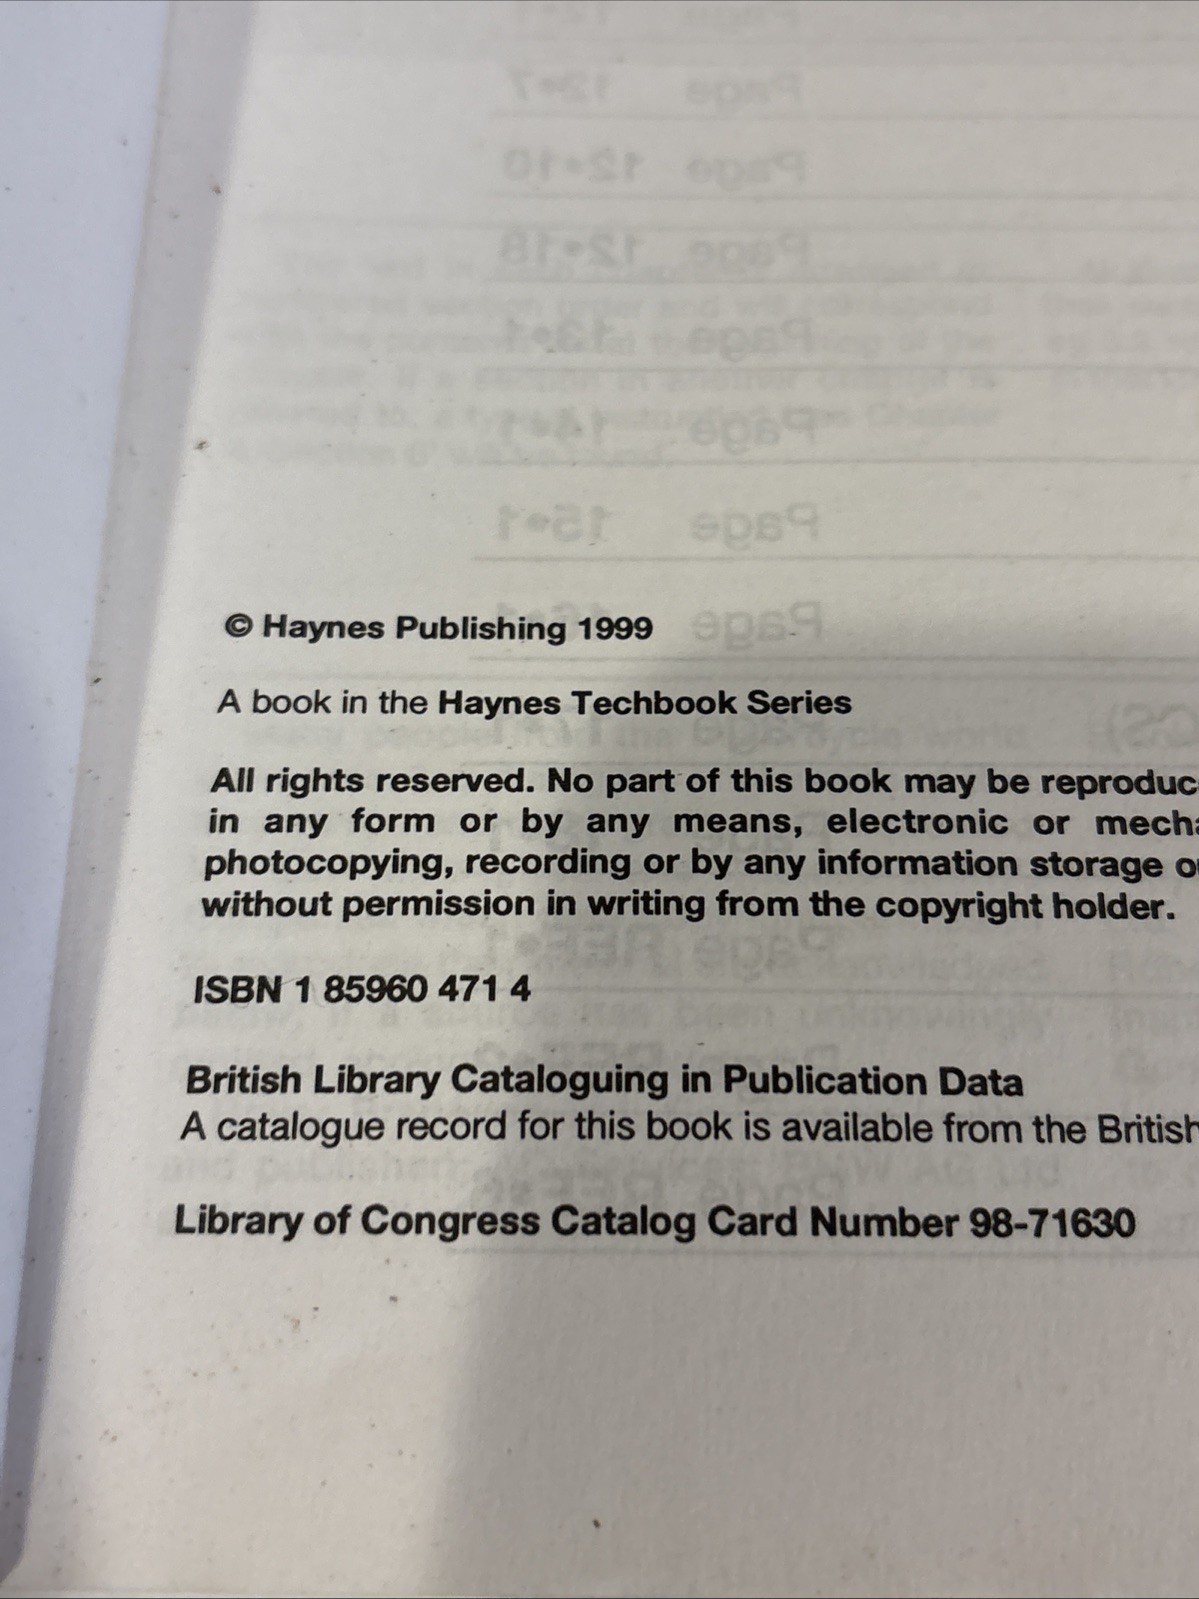 © Haynes Publishing 1999
A book in the Haynes Techbook Series
All rights reserved. No part of this book may be reproduc
in any form or by any means, electronic or mecha
photocopying, recording or by any information storage o
without permission in writing from the copyright holder.
ISBN 1 85960 471 4
British Library Cataloguing in Publication Data
A catalogue record for this book is available from the British
Library of Congress Catalog Card Number 98-71630